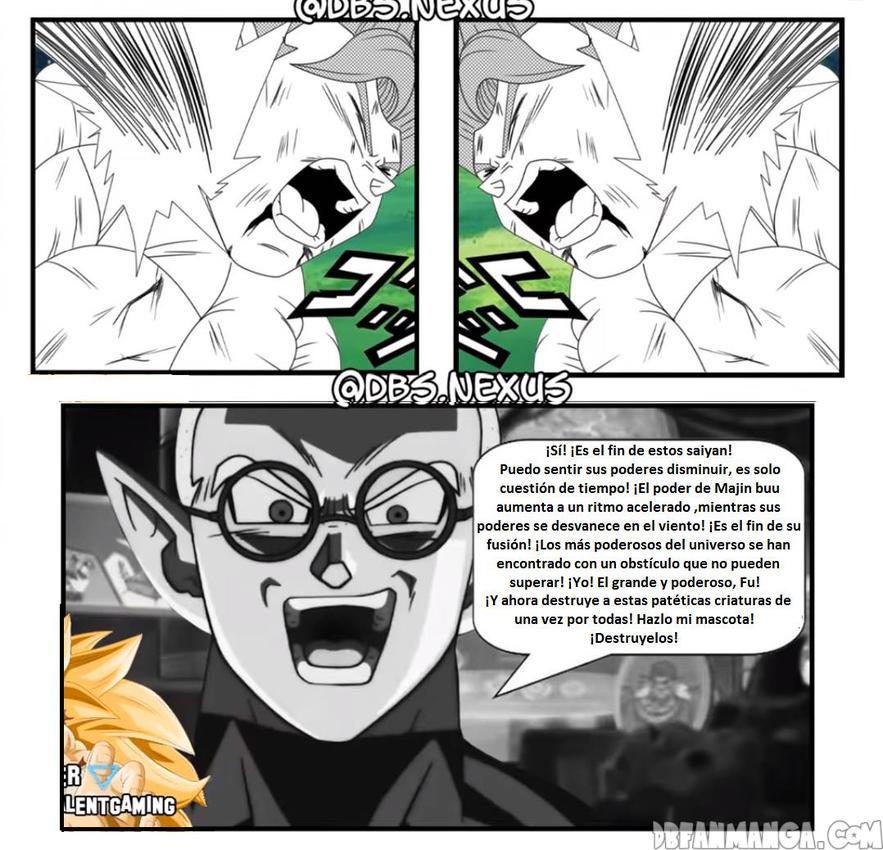 @DBS.NEXUS
@DBS.NEXUS
¡Sí! ¡Es el fin de estos saiyan!
Puedo sentir sus poderes disminuir, es solo
cuestión de tiempo! ¡El poder de Majin buu
aumenta a un ritmo acelerado ,mientras sus
poderes se desvanece en el viento! ¡Es el fin de su
fusión! ¡Los más poderosos del universo se han
encontrado con un obstículo que no pueden
superar! ¡Yo! El grande y poderoso, Fu!
¡Y ahora destruye a estas patéticas criaturas de
una vez por todas! Hazlo mi mascota!
¡Destruyelos!
ER
LENTGAMING
DBFANMANGA.COM